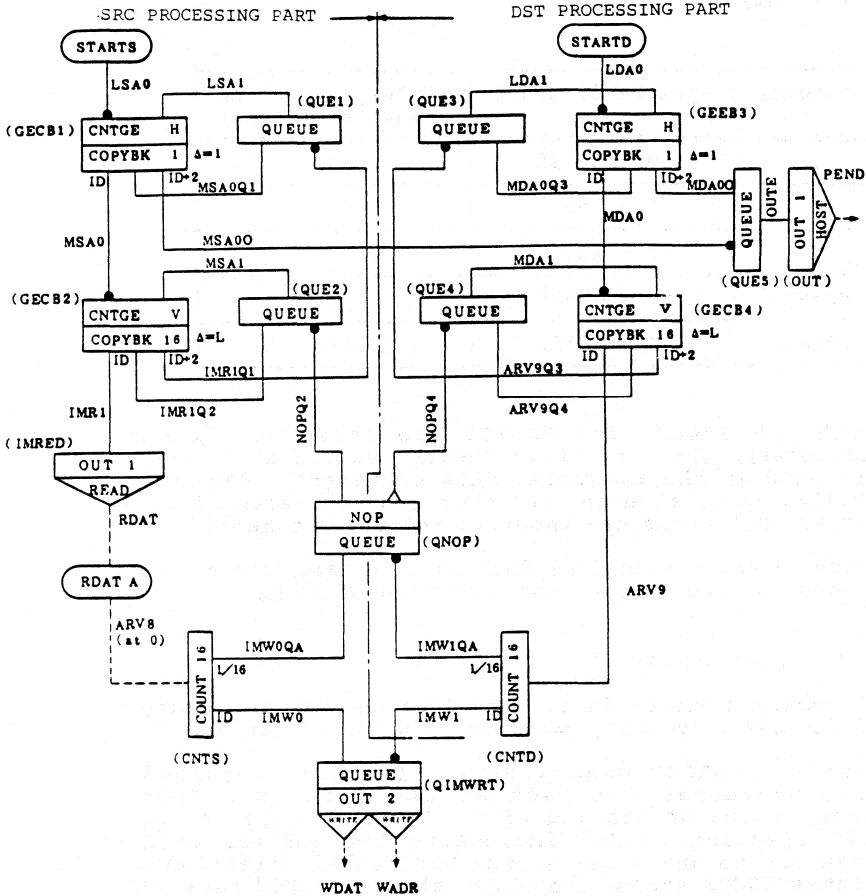 SRC PROCESSING PART
DST PROCESSING PART
STARTS
STARTD
LSA0
LSA1
(QUE1)
(QUE3)
LDA1
LDA0
(GECB1)
CNTGE H
QUEUE
QUEUE
CNTGE H
(GEEB3)
COPYBK 1
Δ=1
COPYBK 1
Δ=1
ID
ID+2
MSA0Q1
MDA0Q3
ID
ID+2
MDA0O
QUEUE
OUTE
OUT 1
HOST
PEND
MSA0
MSA0O
MDA0
MSA1
MDA1
(QUE5)
(OUT)
(GECB2)
(QUE2)
(QUE4)
CNTGE V
QUEUE
QUEUE
CNTGE V
(GECB4)
COPYBK 16
Δ=L
COPYBK 16
Δ=L
ID
ID+2
IMR1Q1
ARV9Q3
ID
ID+2
IMR1
IMR1Q2
NOPQ2
NOPQ4
ARV9Q4
(IMRED)
OUT 1
READ
RDAT
NOP
QUEUE
(QNOP)
RDAT A
ARV9
ARV8
(at 0)
COUNT 16
IMW0QA
1/16
IMW1QA
1/16
COUNT 16
ID
IMW0
IMW1
ID
(CNTS)
(CNTD)
QUEUE
(QIMWRT)
OUT 2
WRITE
WRITE
WDAT
WADR